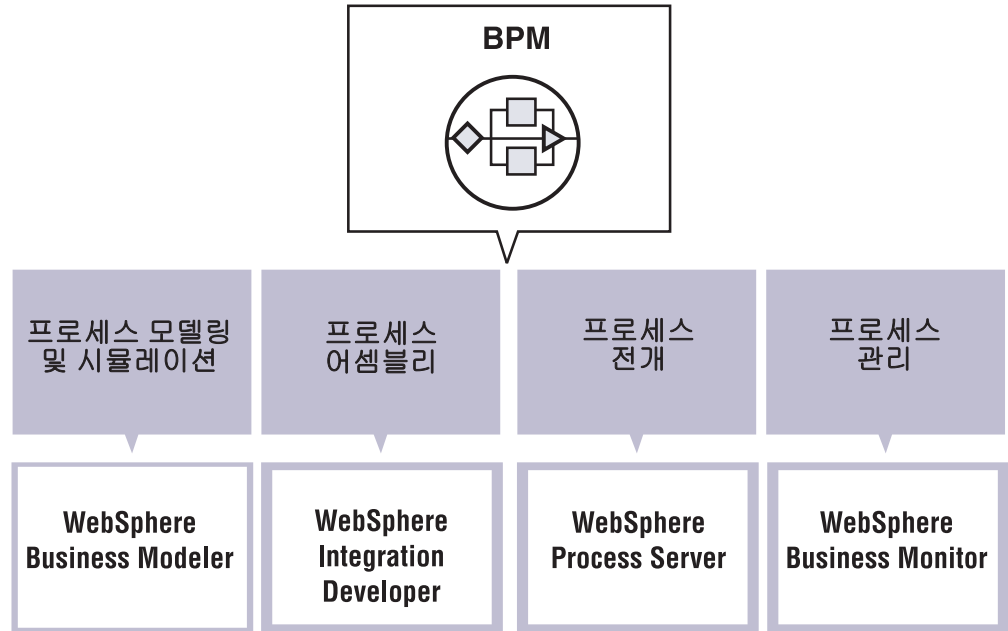 BPM
프로세스 모델링
및 시뮬레이션
프로세스
어셈블리
프로세스
전개
프로세스
관리
WebSphere
Business Modeler
WebSphere
Integration
Developer
WebSphere
Process Server
WebSphere
Business Monitor